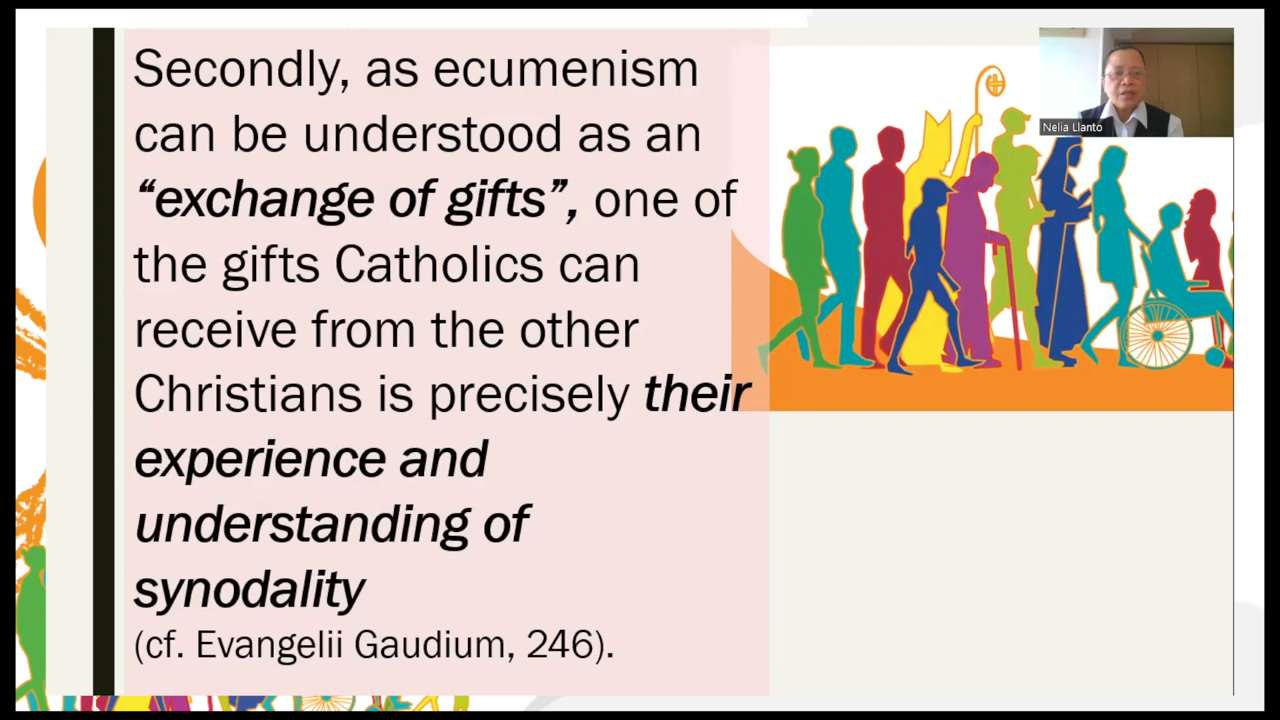 Secondly, as ecumenism
can be understood as an
“exchange of gifts”, one of
the gifts Catholics can
receive from the other
Christians is precisely their
experience and
understanding of
synodality
(cf. Evangelii Gaudium, 246).
Nelia Llanto